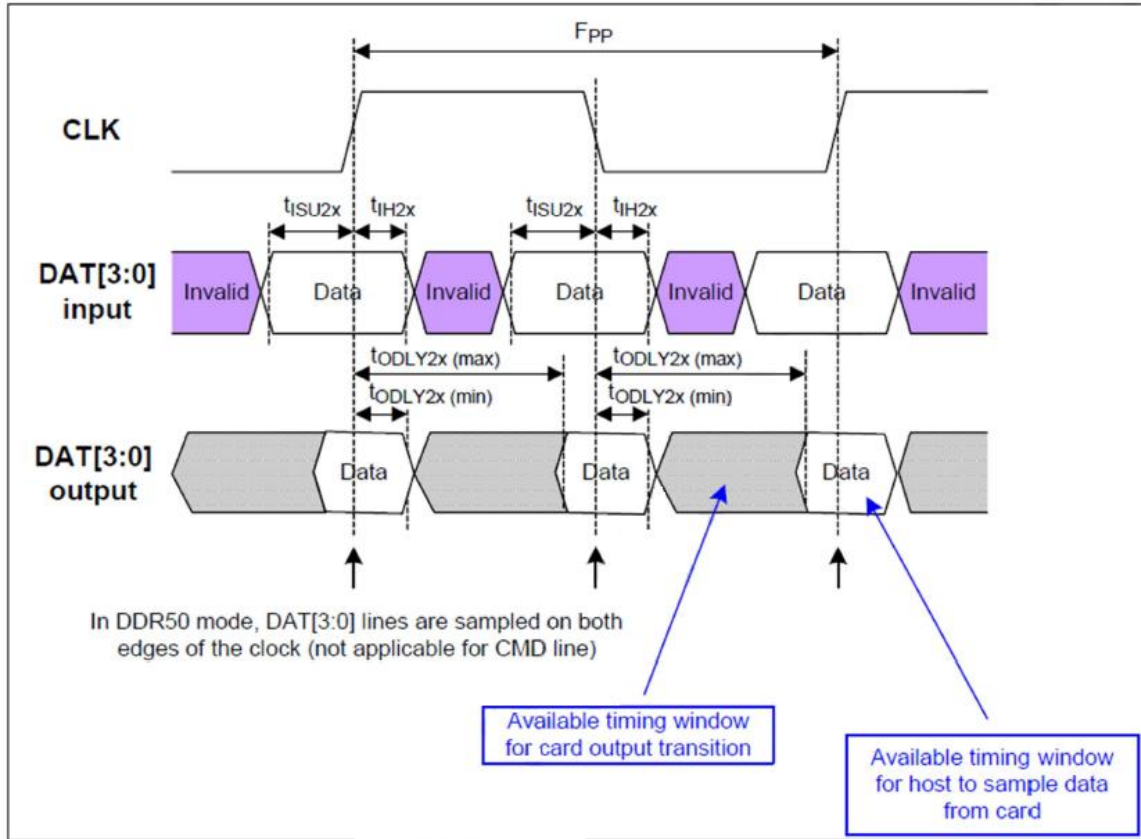 FPP
CLK
tISU2x tIH2x tISU2x tIH2x
DAT[3:0]
input
Invalid Data Invalid Data Invalid Data Invalid
tODLY2x (max) tODLY2x (max)
tODLY2x (min) tODLY2x (min)
DAT[3:0]
output
Data Data Data
In DDR50 mode, DAT[3:0] lines are sampled on both
edges of the clock (not applicable for CMD line)
Available timing window
for card output transition
Available timing window
for host to sample data
from card